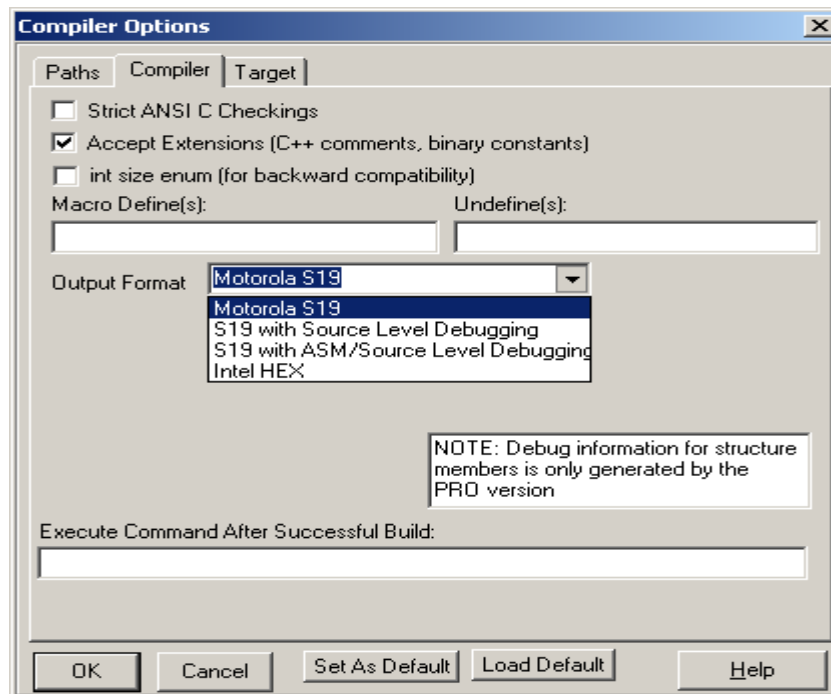 Compiler Options
Paths Compiler Target
Strict ANSI C Checkings
Accept Extensions (C++ comments, binary constants)
int size enum (for backward compatibility)
Macro Define(s): Undefine(s):
Output Format Motorola S19
Motorola S19
S19 with Source Level Debugging
S19 with ASM/Source Level Debugging
Intel HEX
NOTE: Debug information for structure
members is only generated by the
PRO version
Execute Command After Successful Build:
OK Cancel Set As Default Load Default Help